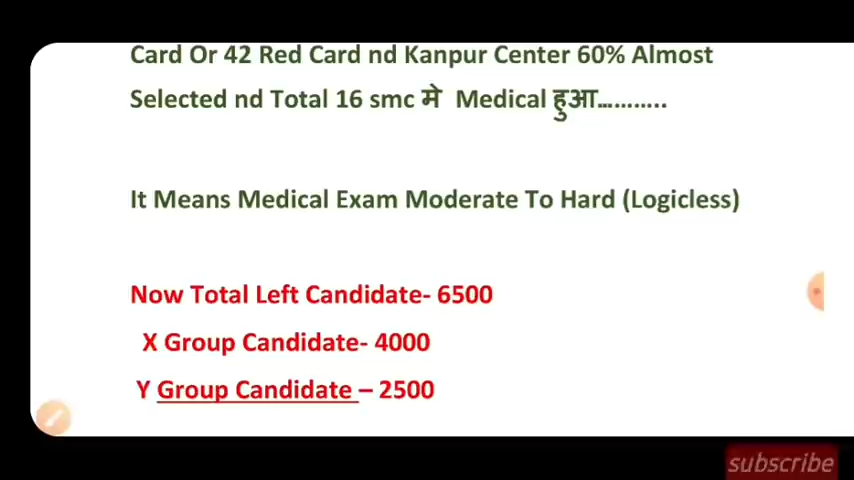 Card Or 42 Red Card nd Kanpur Center 60% Almost
Selected nd Total 16 smc मे Medical हुआ...........
It Means Medical Exam Moderate To Hard (Logicless)
Now Total Left Candidate- 6500
X Group Candidate- 4000
Y Group Candidate – 2500
subscribe